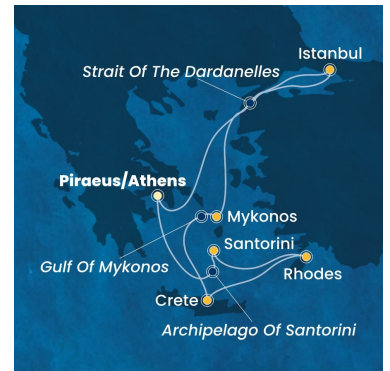 Istanbul
Strait Of The Dardanelles
Piraeus/Athens
Mykonos
Santorini
Gulf Of Mykonos
Rhodes
Crete
Archipelago Of Santorini